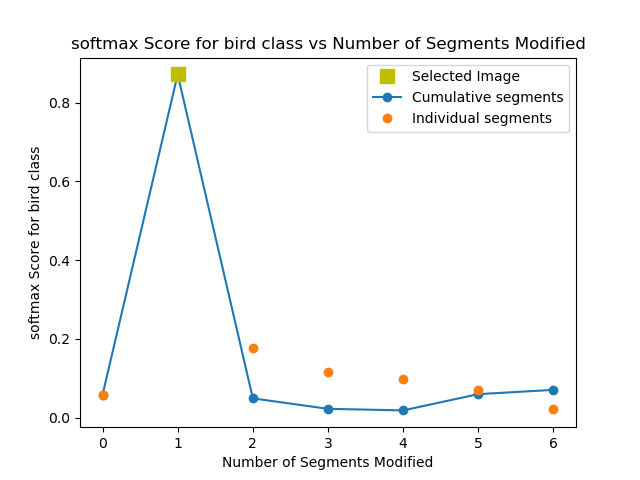 softmax Score for bird class vs Number of Segments Modified
Selected Image
Cumulative segments
Individual segments
softmax Score for bird class
0.8
0.6
0.4
0.2
0.0
0 1 2 3 4 5 6
Number of Segments Modified